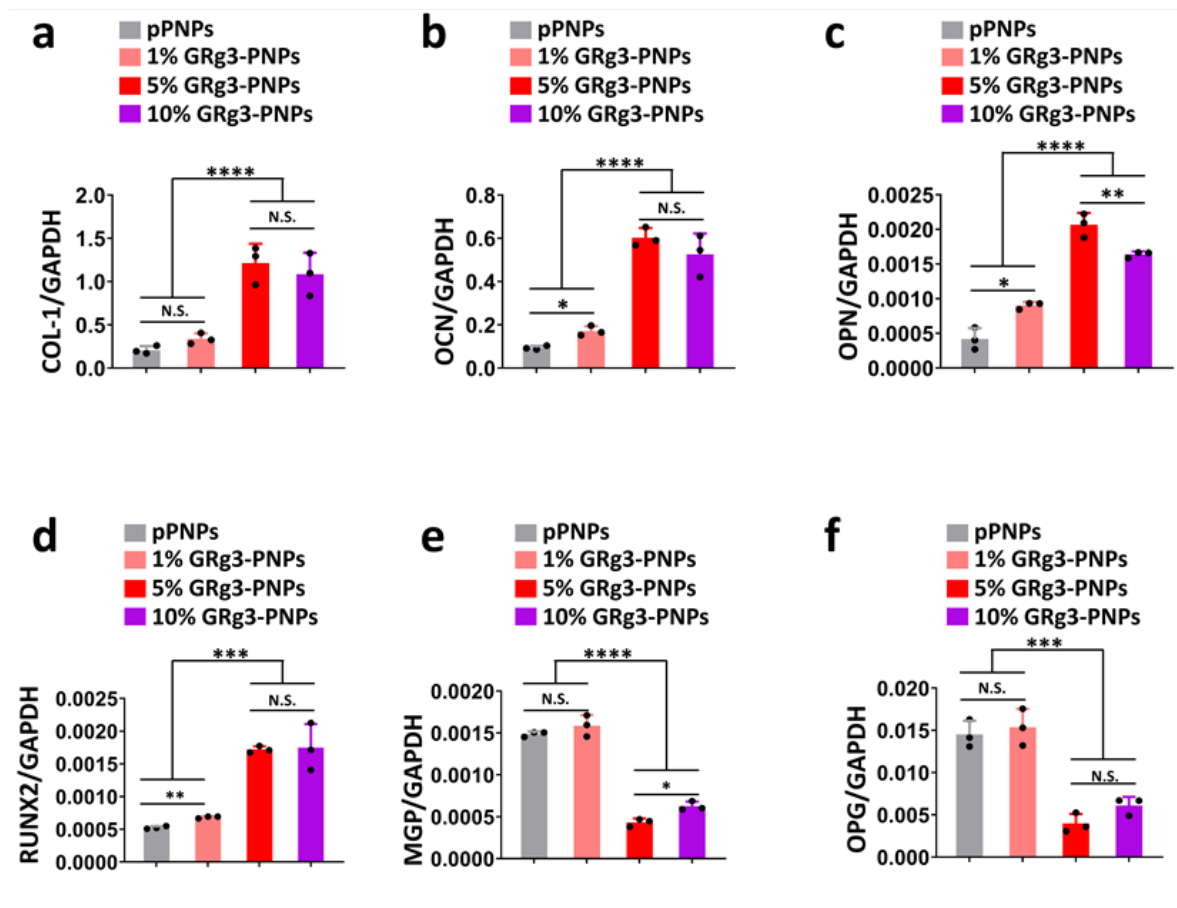 a
pPNPs
1% GRg3-PNPs
5% GRg3-PNPs
10% GRg3-PNPs
****
N.S.
N.S.
COL-1/GAPDH
2.0
1.5
1.0
0.5
0.0
b
pPNPs
1% GRg3-PNPs
5% GRg3-PNPs
10% GRg3-PNPs
****
N.S.
*
OCN/GAPDH
0.8
0.6
0.4
0.2
0.0
c
pPNPs
1% GRg3-PNPs
5% GRg3-PNPs
10% GRg3-PNPs
****
**
*
OPN/GAPDH
0.0025
0.0020
0.0015
0.0010
0.0005
0.0000
d
pPNPs
1% GRg3-PNPs
5% GRg3-PNPs
10% GRg3-PNPs
***
N.S.
**
RUNX2/GAPDH
0.0025
0.0020
0.0015
0.0010
0.0005
0.0000
e
pPNPs
1% GRg3-PNPs
5% GRg3-PNPs
10% GRg3-PNPs
****
N.S.
*
MGP/GAPDH
0.0020
0.0015
0.0010
0.0005
0.0000
f
pPNPs
1% GRg3-PNPs
5% GRg3-PNPs
10% GRg3-PNPs
***
N.S.
N.S.
OPG/GAPDH
0.020
0.015
0.010
0.005
0.000